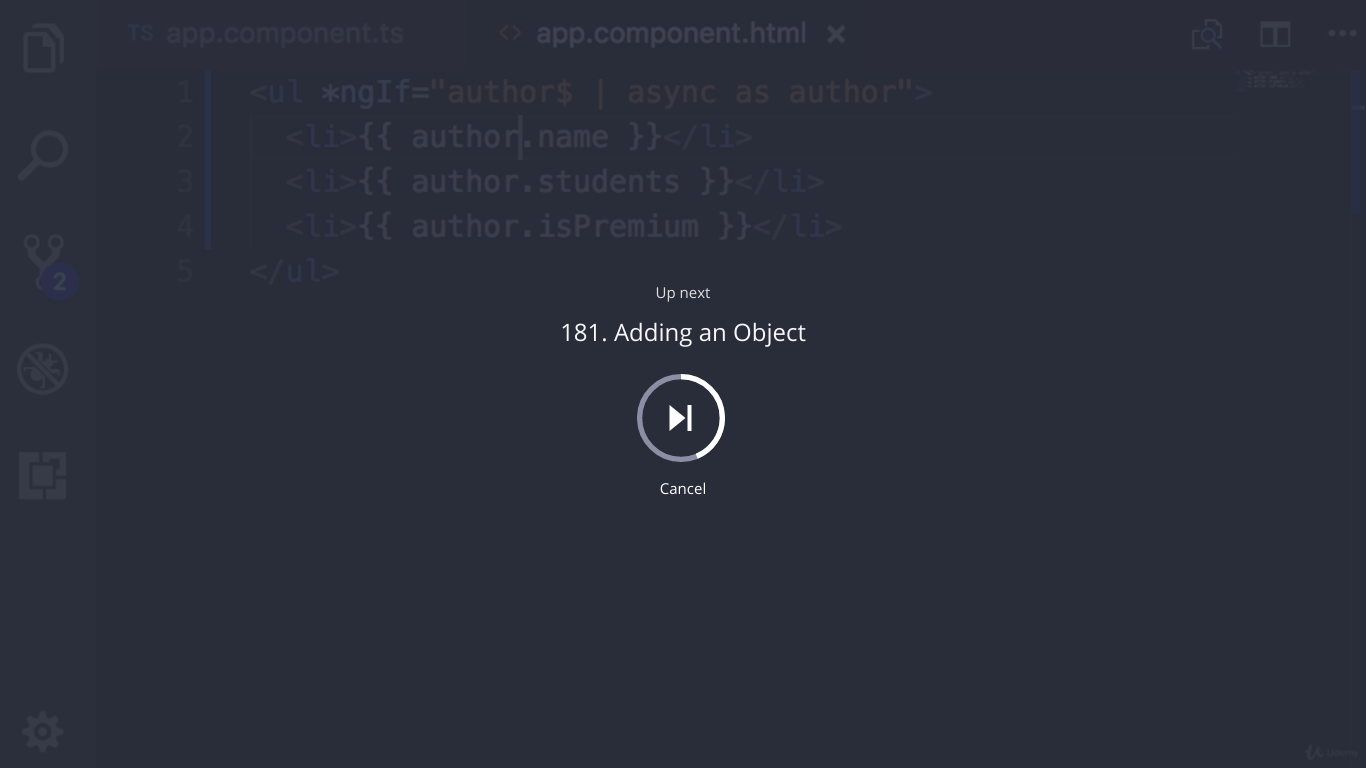 TS app.component.ts <> app.component.html
1 <ul *ngIf="author$ | async as author">
2 <li>{{ author.name }}</li>
3 <li>{{ author.students }}</li>
4 <li>{{ author.isPremium }}</li>
5 </ul>
2
Up next
181. Adding an Object
Cancel
Udemy